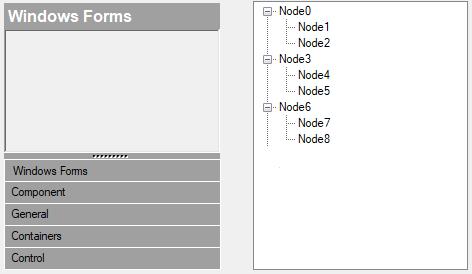 Windows Forms
Windows Forms
Component
General
Containers
Control
Node0
Node1
Node2
Node3
Node4
Node5
Node6
Node7
Node8